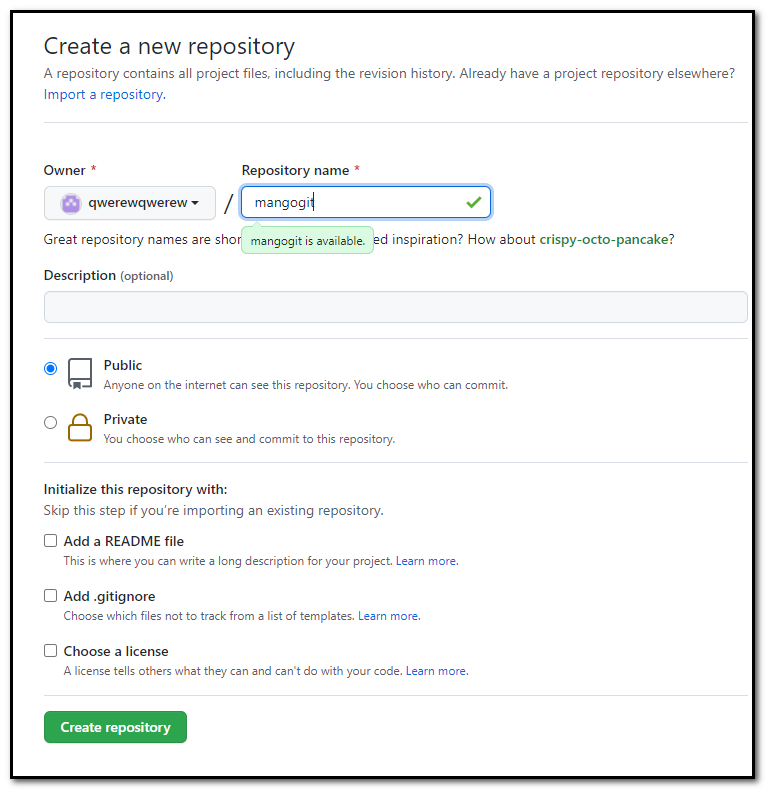 Create a new repository
A repository contains all project files, including the revision history. Already have a project repository elsewhere?
Import a repository.
Owner *
Repository name *
qwerewqwerew
/
mangogit
Great repository names are shor
ed inspiration? How about crispy-octo-pancake?
mangogit is available.
Description (optional)
Public
Anyone on the internet can see this repository. You choose who can commit.
Private
You choose who can see and commit to this repository.
Initialize this repository with:
Skip this step if you’re importing an existing repository.
Add a README file
This is where you can write a long description for your project. Learn more.
Add .gitignore
Choose which files not to track from a list of templates. Learn more.
Choose a license
A license tells others what they can and can't do with your code. Learn more.
Create repository